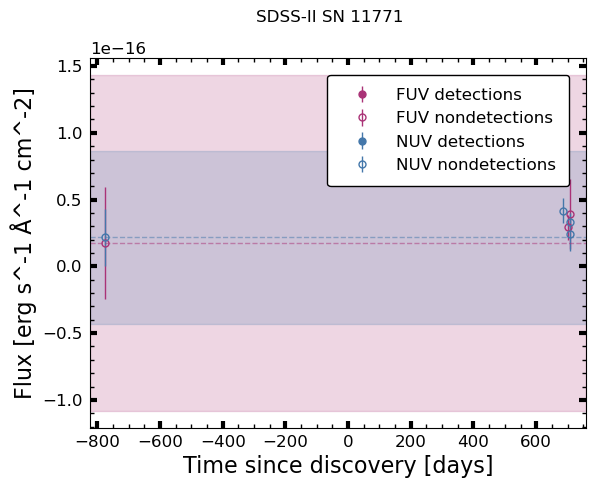 SDSS-II SN 11771
1e−16
1.5
1.0
0.5
0.0
−0.5
−1.0
Flux [erg s^-1 Å^-1 cm^-2]
FUV detections
FUV nondetections
NUV detections
NUV nondetections
−800 −600 −400 −200 0 200 400 600
Time since discovery [days]